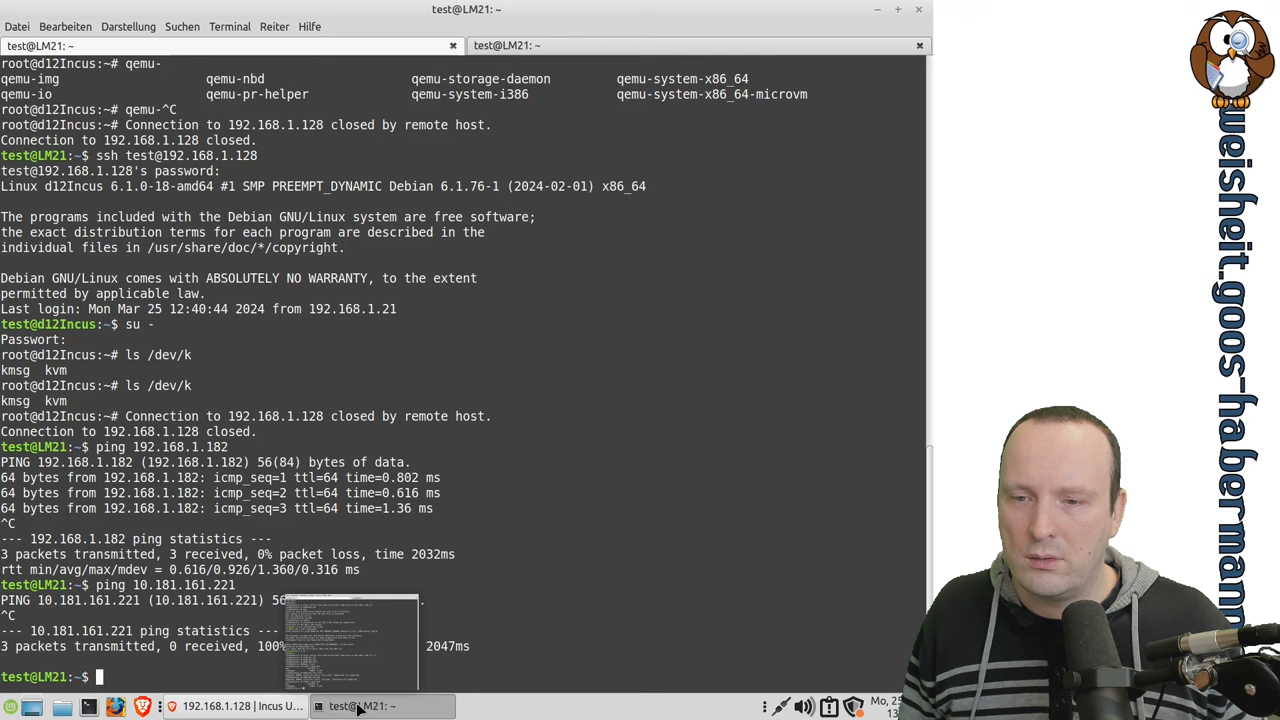 test@LM21: ~
Datei Bearbeiten Darstellung Suchen Terminal Reiter Hilfe
test@LM21: ~
test@LM21: ~
root@d12Incus:~# qemu-
qemu-img qemu-nbd qemu-storage-daemon qemu-system-x86_64
qemu-io qemu-pr-helper qemu-system-i386 qemu-system-x86_64-microvm
root@d12Incus:~# qemu-^C
root@d12Incus:~# Connection to 192.168.1.128 closed by remote host.
Connection to 192.168.1.128 closed.
test@LM21:~$ ssh test@192.168.1.128
test@192.168.1.128's password:
Linux d12Incus 6.1.0-18-amd64 #1 SMP PREEMPT_DYNAMIC Debian 6.1.76-1 (2024-02-01) x86_64
The programs included with the Debian GNU/Linux system are free software;
the exact distribution terms for each program are described in the
individual files in /usr/share/doc/*/copyright.
Debian GNU/Linux comes with ABSOLUTELY NO WARRANTY, to the extent
permitted by applicable law.
Last login: Mon Mar 25 12:40:44 2024 from 192.168.1.21
test@d12Incus:~$ su -
Passwort:
root@d12Incus:~# ls /dev/k
kmsg kvm
root@d12Incus:~# ls /dev/k
kmsg kvm
root@d12Incus:~# Connection to 192.168.1.128 closed by remote host.
Connection to 192.168.1.128 closed.
test@LM21:~$ ping 192.168.1.182
PING 192.168.1.182 (192.168.1.182) 56(84) bytes of data.
64 bytes from 192.168.1.182: icmp_seq=1 ttl=64 time=0.802 ms
64 bytes from 192.168.1.182: icmp_seq=2 ttl=64 time=0.616 ms
64 bytes from 192.168.1.182: icmp_seq=3 ttl=64 time=1.36 ms
^C
--- 192.168.1.182 ping statistics ---
3 packets transmitted, 3 received, 0% packet loss, time 2032ms
rtt min/avg/max/mdev = 0.616/0.926/1.360/0.316 ms
test@LM21:~$ ping 10.181.161.221
PING 10.181.161.221 (10.181.161.221)
^C
--- 10.181.161.221 ping statistics ---
3 packets transmitted, 0 received, 100% 2047ms
test@LM21:~$
192.168.1.128 | Incus U...
test@LM21: ~
Mo, 25
weisheit.goos-habermann